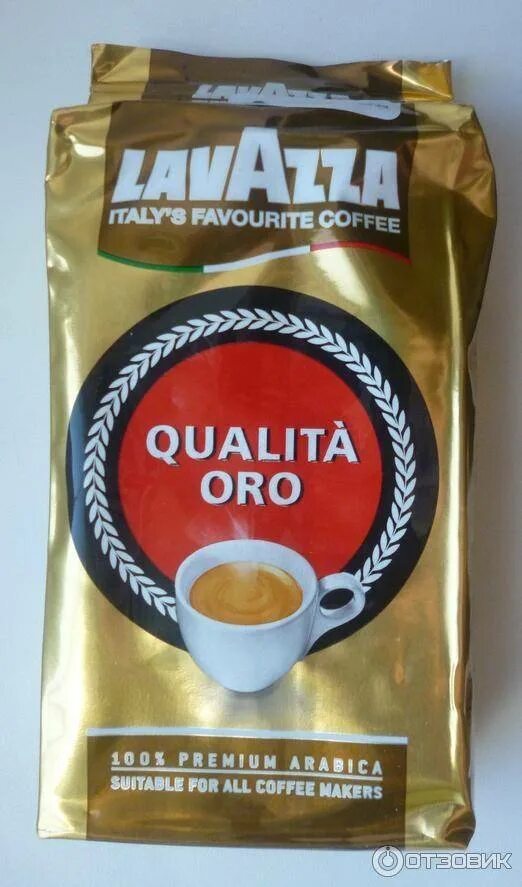 LAVAZZA
LAVAZZA
ITALY'S FAVOURITE COFFEE
QUALITÀ
ORO
100% PREMIUM ARABICA
SUITABLE FOR ALL COFFEE MAKERS
ОТЗОВИК